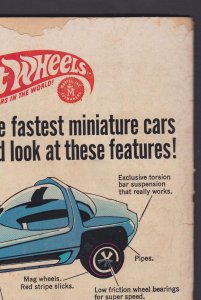 t WHEELS
RS IN THE WORLD!
e fastest miniature cars
d look at these features!
Exclusive torsion
bar suspension
that really works.
Pipes.
Mag wheels.
Red stripe slicks.
Low friction wheel bearings
for super speed.